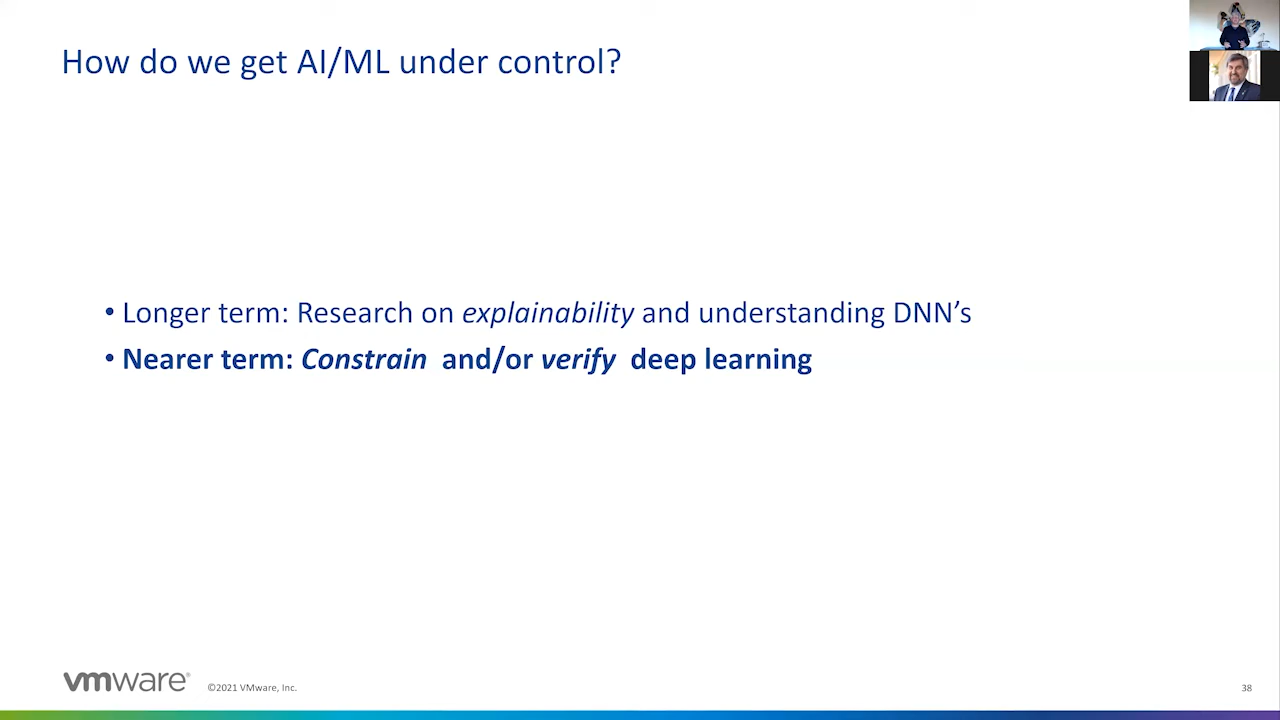 How do we get AI/ML under control?
• Longer term: Research on explainability and understanding DNN’s
• Nearer term: Constrain and/or verify deep learning
vmware®
©2021 VMware, Inc.
38